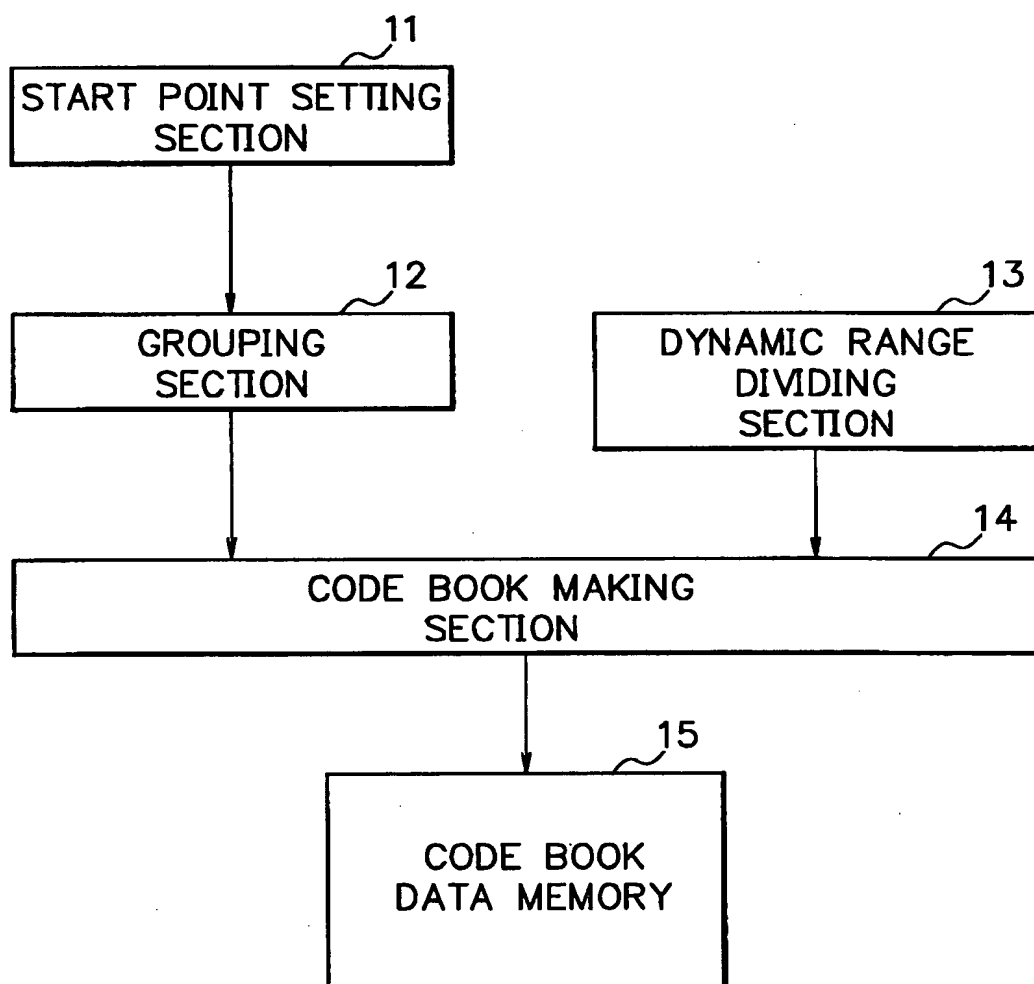 11
START POINT SETTING
SECTION
12
GROUPING
SECTION
13
DYNAMIC RANGE
DIVIDING
SECTION
14
CODE BOOK MAKING
SECTION
15
CODE BOOK
DATA MEMORY